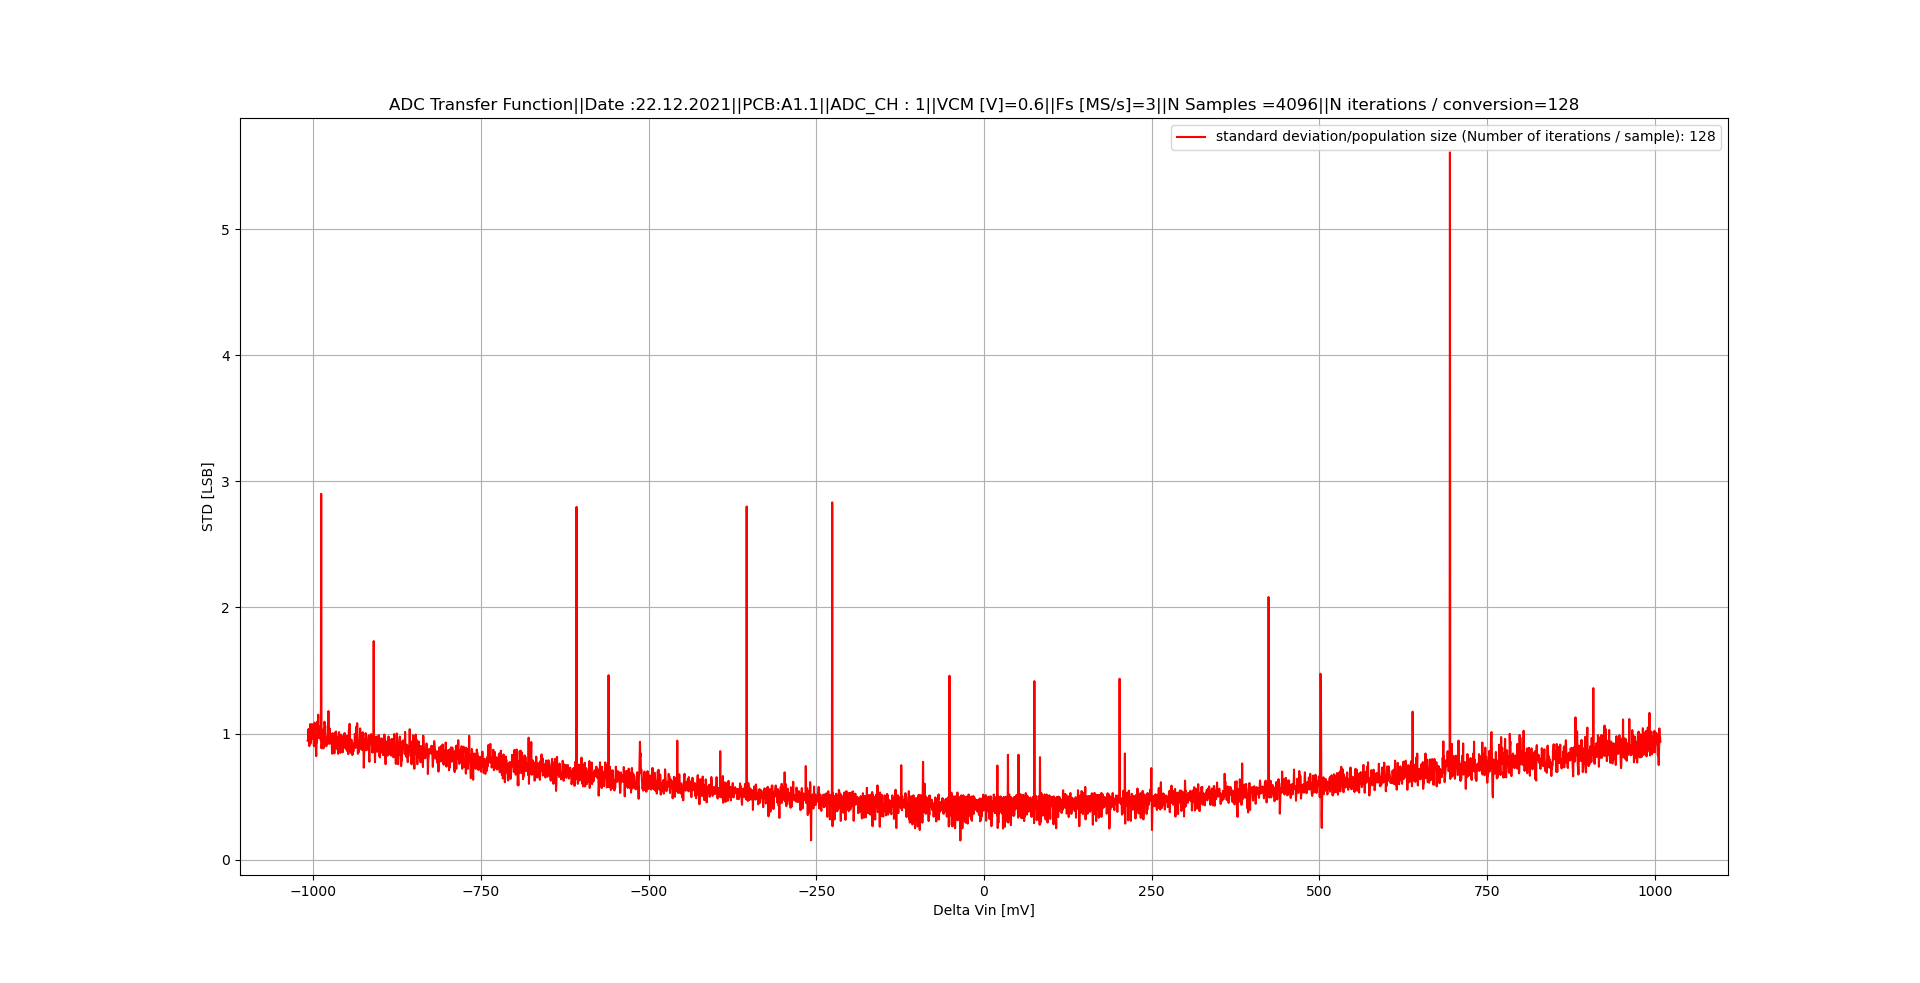 ADC Transfer Function||Date :22.12.2021||PCB:A1.1||ADC_CH : 1||VCM [V]=0.6||Fs [MS/s]=3||N Samples =4096||N iterations / conversion=128
standard deviation/population size (Number of iterations / sample): 128
5
4
3
2
1
0
STD [LSB]
−1000 −750 −500 −250 0 250 500 750 1000
Delta Vin [mV]